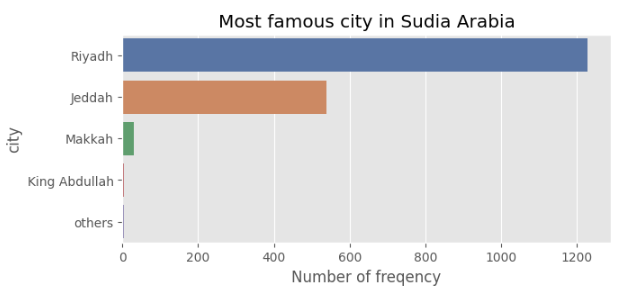 Most famous city in Sudia Arabia
city
Riyadh
Jeddah
Makkah
King Abdullah
others
0 200 400 600 800 1000 1200
Number of freqency